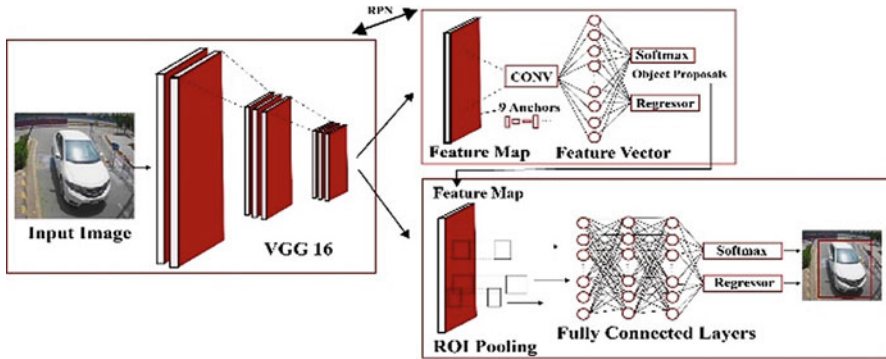 RPN
Input Image
VGG 16
CONV
9 Anchors
Softmax
Object Proposals
Regressor
Feature Map
Feature Vector
Feature Map
Softmax
Regressor
ROI Pooling
Fully Connected Layers